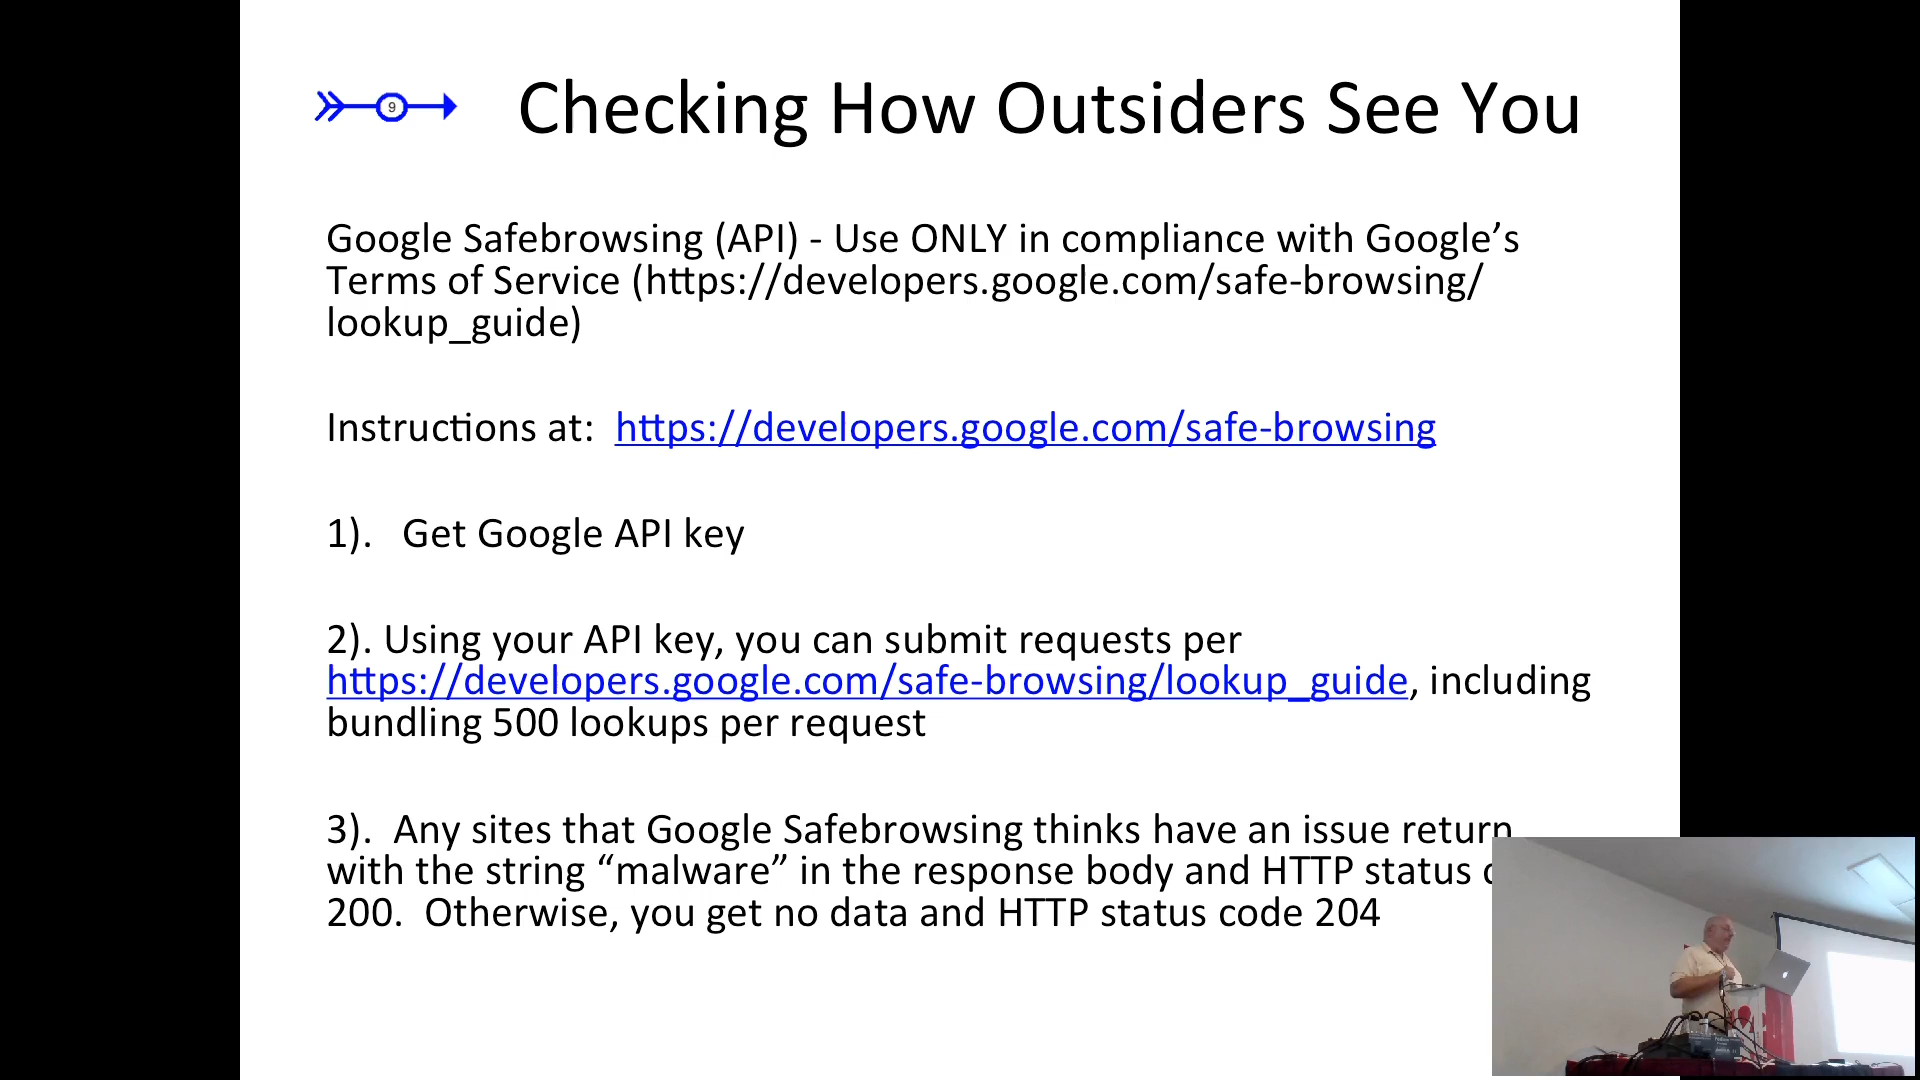 9
Checking How Outsiders See You
Google Safebrowsing (API) - Use ONLY in compliance with Google’s
Terms of Service (https://developers.google.com/safe-browsing/
lookup_guide)
Instructions at: https://developers.google.com/safe-browsing
1). Get Google API key
2). Using your API key, you can submit requests per
https://developers.google.com/safe-browsing/lookup_guide, including
bundling 500 lookups per request
3). Any sites that Google Safebrowsing thinks have an issue return
with the string “malware” in the response body and HTTP status
200. Otherwise, you get no data and HTTP status code 204